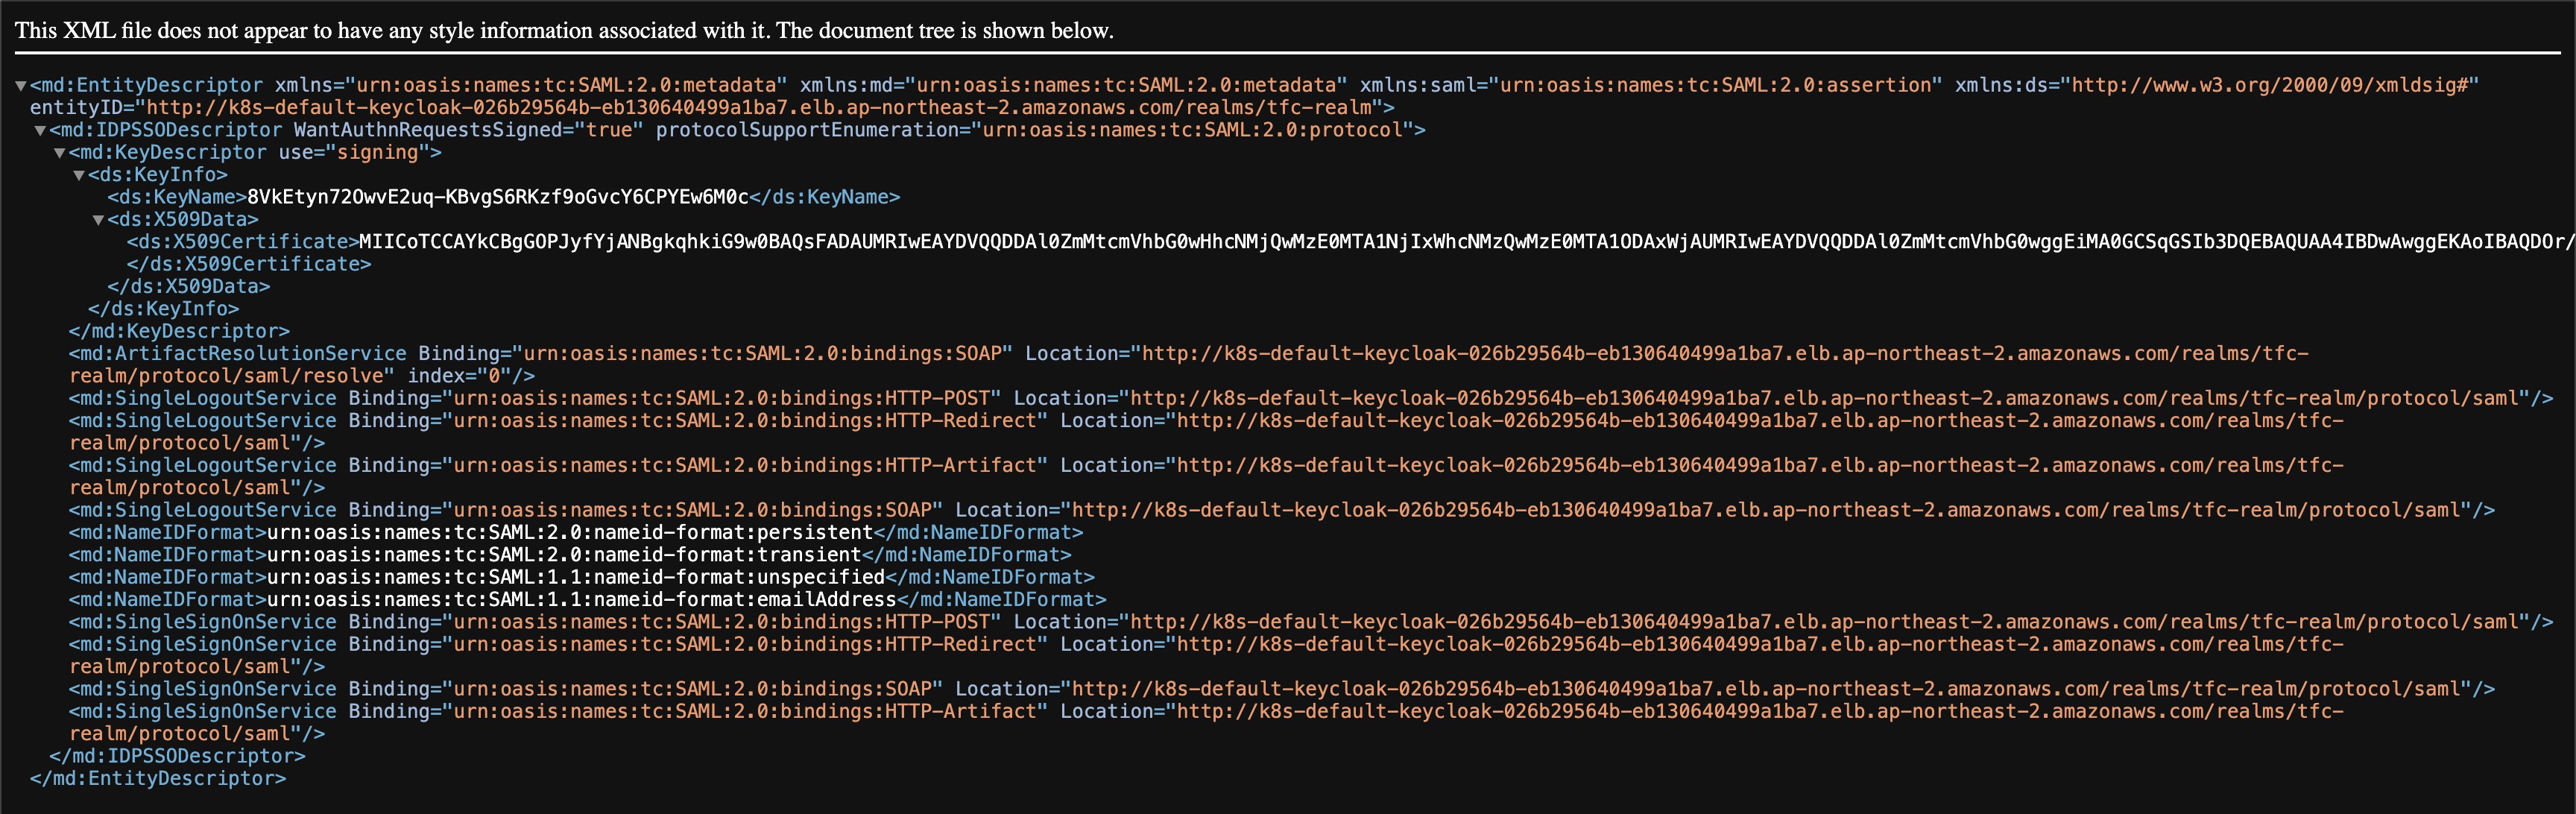 This XML file does not appear to have any style information associated with it. The document tree is shown below.
▼<md:EntityDescriptor xmlns="urn:oasis:names:tc:SAML:2.0:metadata" xmlns:md="urn:oasis:names:tc:SAML:2.0:metadata" xmlns:saml="urn:oasis:names:tc:SAML:2.0:assertion" xmlns:ds="http://www.w3.org/2000/09/xmldsig#"
entityID="http://k8s-default-keycloak-026b29564b-eb130640499a1ba7.elb.ap-northeast-2.amazonaws.com/realms/tfc-realm">
▼<md:IDPSSODescriptor WantAuthnRequestsSigned="true" protocolSupportEnumeration="urn:oasis:names:tc:SAML:2.0:protocol">
▼<md:KeyDescriptor use="signing">
▼<ds:KeyInfo>
<ds:KeyName>8VkEtyn72OwvE2uq-KBvgS6RKzf9oGvcY6CPYEw6M0c</ds:KeyName>
▼<ds:X509Data>
<ds:X509Certificate>MIICoTCCAYkCBgGOPJyfYjANBgkqhkiG9w0BAQsFADAUMRIwEAYDVQQDDAl0ZmMtcmVhbG0wHhcNMjQwMzE0MTA1NjIxWhcNMzQwMzE0MTA1ODAxWjAUMRIwEAYDVQQDDAl0ZmMtcmVhbG0wggEiMA0GCSqGSIb3DQEBAQUAA4IBDwAwggEKAoIBAQDOr/
</ds:X509Certificate>
</ds:X509Data>
</ds:KeyInfo>
</md:KeyDescriptor>
<md:ArtifactResolutionService Binding="urn:oasis:names:tc:SAML:2.0:bindings:SOAP" Location="http://k8s-default-keycloak-026b29564b-eb130640499a1ba7.elb.ap-northeast-2.amazonaws.com/realms/tfc-
realm/protocol/saml/resolve" index="0"/>
<md:SingleLogoutService Binding="urn:oasis:names:tc:SAML:2.0:bindings:HTTP-POST" Location="http://k8s-default-keycloak-026b29564b-eb130640499a1ba7.elb.ap-northeast-2.amazonaws.com/realms/tfc-realm/protocol/saml"/>
<md:SingleLogoutService Binding="urn:oasis:names:tc:SAML:2.0:bindings:HTTP-Redirect" Location="http://k8s-default-keycloak-026b29564b-eb130640499a1ba7.elb.ap-northeast-2.amazonaws.com/realms/tfc-
realm/protocol/saml"/>
<md:SingleLogoutService Binding="urn:oasis:names:tc:SAML:2.0:bindings:HTTP-Artifact" Location="http://k8s-default-keycloak-026b29564b-eb130640499a1ba7.elb.ap-northeast-2.amazonaws.com/realms/tfc-
realm/protocol/saml"/>
<md:SingleLogoutService Binding="urn:oasis:names:tc:SAML:2.0:bindings:SOAP" Location="http://k8s-default-keycloak-026b29564b-eb130640499a1ba7.elb.ap-northeast-2.amazonaws.com/realms/tfc-realm/protocol/saml"/>
<md:NameIDFormat>urn:oasis:names:tc:SAML:2.0:nameid-format:persistent</md:NameIDFormat>
<md:NameIDFormat>urn:oasis:names:tc:SAML:2.0:nameid-format:transient</md:NameIDFormat>
<md:NameIDFormat>urn:oasis:names:tc:SAML:1.1:nameid-format:unspecified</md:NameIDFormat>
<md:NameIDFormat>urn:oasis:names:tc:SAML:1.1:nameid-format:emailAddress</md:NameIDFormat>
<md:SingleSignOnService Binding="urn:oasis:names:tc:SAML:2.0:bindings:HTTP-POST" Location="http://k8s-default-keycloak-026b29564b-eb130640499a1ba7.elb.ap-northeast-2.amazonaws.com/realms/tfc-realm/protocol/saml"/>
<md:SingleSignOnService Binding="urn:oasis:names:tc:SAML:2.0:bindings:HTTP-Redirect" Location="http://k8s-default-keycloak-026b29564b-eb130640499a1ba7.elb.ap-northeast-2.amazonaws.com/realms/tfc-
realm/protocol/saml"/>
<md:SingleSignOnService Binding="urn:oasis:names:tc:SAML:2.0:bindings:SOAP" Location="http://k8s-default-keycloak-026b29564b-eb130640499a1ba7.elb.ap-northeast-2.amazonaws.com/realms/tfc-realm/protocol/saml"/>
<md:SingleSignOnService Binding="urn:oasis:names:tc:SAML:2.0:bindings:HTTP-Artifact" Location="http://k8s-default-keycloak-026b29564b-eb130640499a1ba7.elb.ap-northeast-2.amazonaws.com/realms/tfc-
realm/protocol/saml"/>
</md:IDPSSODescriptor>
</md:EntityDescriptor>